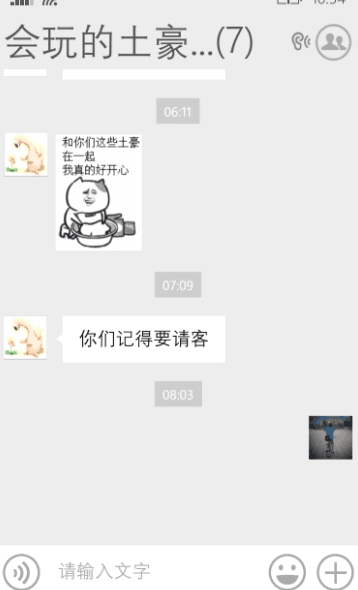 会玩的土豪...(7)
06:11
和你们这些土豪
在一起
我真的好开心
07:09
你们记得要请客
08:03
请输入文字